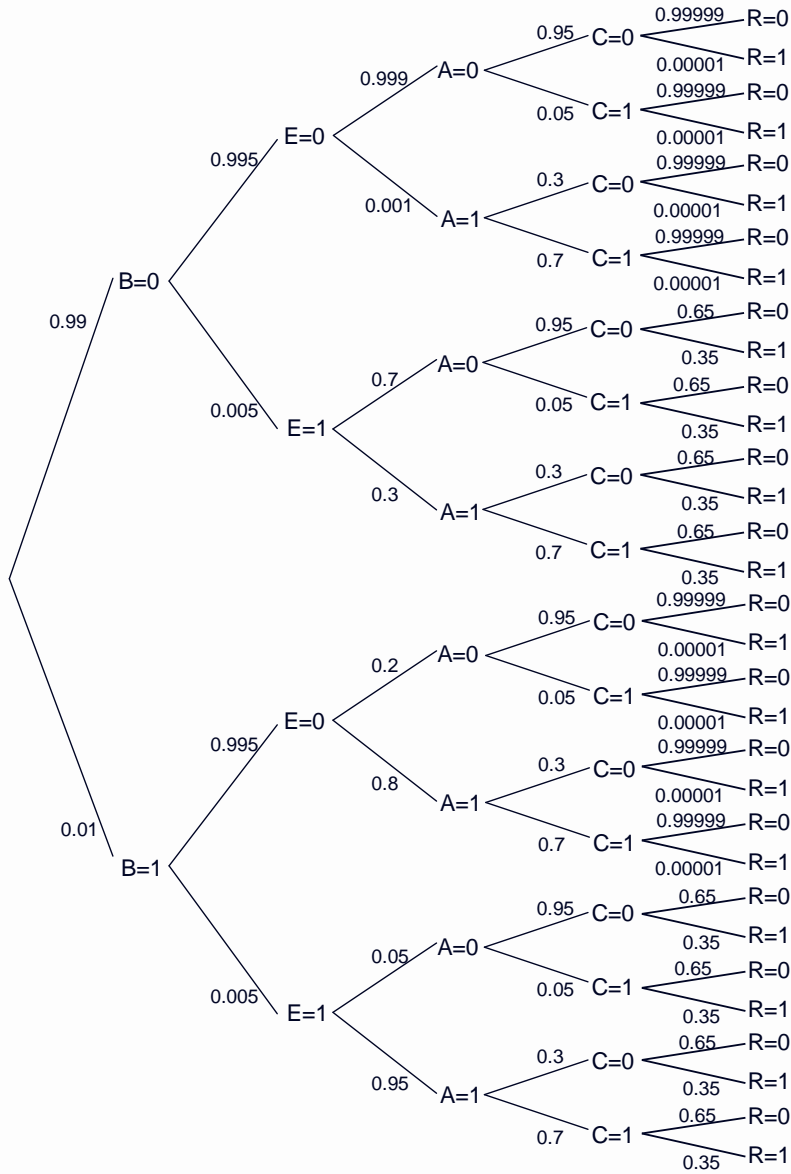 0.99999 R=0
0.95 C=0
0.00001 R=1
0.999 A=0
0.99999 R=0
0.05 C=1
0.00001 R=1
0.995 E=0
0.99999 R=0
0.3 C=0
0.00001 R=1
0.001 A=1
0.99999 R=0
0.7 C=1
0.00001 R=1
0.99 B=0
0.65 R=0
0.95 C=0
0.35 R=1
0.7 A=0
0.65 R=0
0.05 C=1
0.35 R=1
0.005 E=1
0.65 R=0
0.3 C=0
0.35 R=1
0.3 A=1
0.65 R=0
0.7 C=1
0.35 R=1
0.99999 R=0
0.95 C=0
0.00001 R=1
0.2 A=0
0.99999 R=0
0.05 C=1
0.00001 R=1
0.995 E=0
0.99999 R=0
0.3 C=0
0.00001 R=1
0.8 A=1
0.99999 R=0
0.7 C=1
0.00001 R=1
0.01 B=1
0.65 R=0
0.95 C=0
0.35 R=1
0.05 A=0
0.65 R=0
0.05 C=1
0.35 R=1
0.005 E=1
0.65 R=0
0.3 C=0
0.35 R=1
0.95 A=1
0.65 R=0
0.7 C=1
0.35 R=1